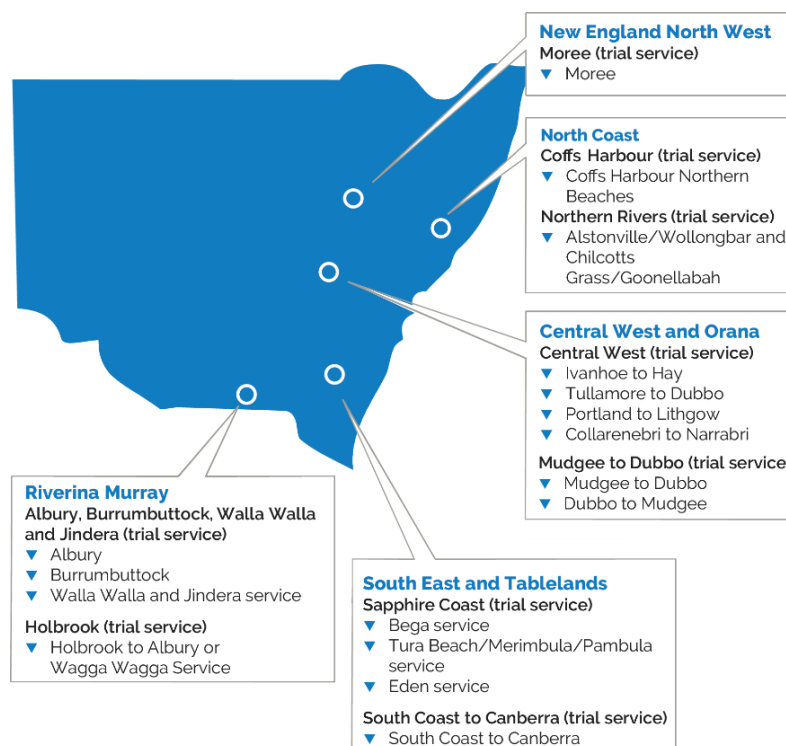 New England North West
Moree (trial service)
Moree
North Coast
Coffs Harbour (trial service)
Coffs Harbour Northern
Beaches
Northern Rivers (trial service)
Alstonville/Wollongbar and
Chilcotts
Grass/Goonellabah
Central West and Orana
Central West (trial service)
Ivanhoe to Hay
Tullamore to Dubbo
Portland to Lithgow
Collarenebri to Narrabri
Mudgee to Dubbo (trial service
Mudgee to Dubbo
Dubbo to Mudgee
Riverina Murray
Albury, Burrumbuttock, Walla Walla
and Jindera (trial service)
Albury
Burrumbuttock
Walla Walla and Jindera service
Holbrook (trial service)
Holbrook to Albury or
Wagga Wagga Service
South East and Tablelands
Sapphire Coast (trial service)
Bega service
Tura Beach/Merimbula/Pambula
service
Eden service
South Coast to Canberra (trial service)
South Coast to Canberra